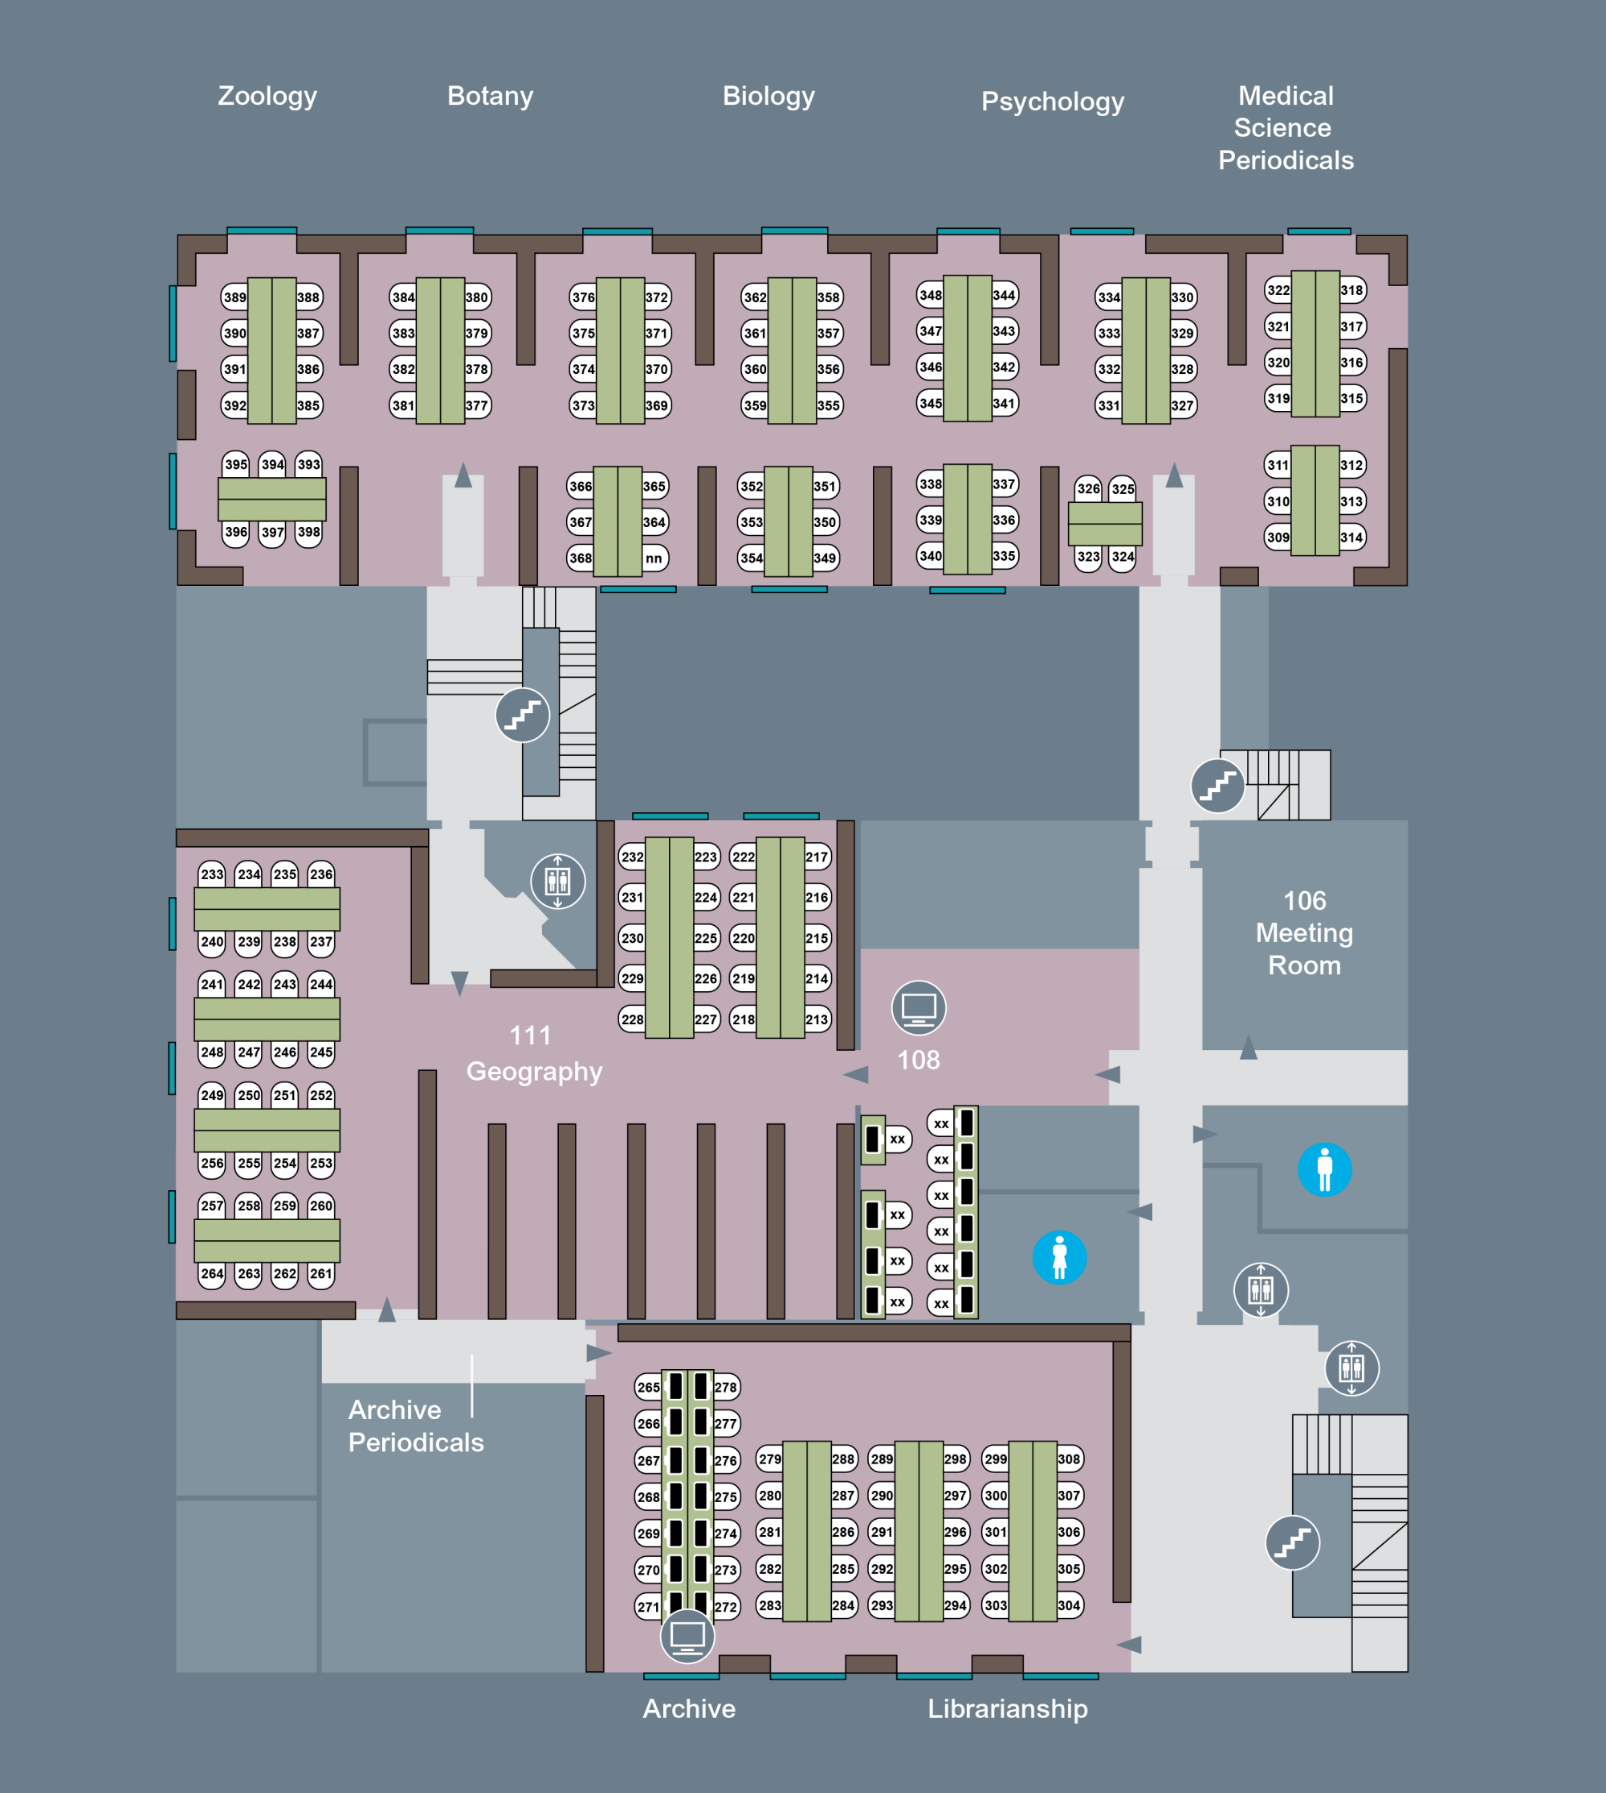 Zoology
Botany
Biology
Psychology
Medical
Science
Periodicals
389 388
390 387
391 386
392 385
395 394 393
396 397 398
384 380
383 379
382 378
381 377
376 372
375 371
374 370
373 369
366 365
367 364
368 nn
362 358
361 357
360 356
359 355
352 351
353 350
354 349
348 344
347 343
346 342
345 341
338 337
339 336
340 335
334 330
333 329
332 328
331 327
326 325
323 324
322 318
321 317
320 316
319 315
311 312
310 313
309 314
233 234 235 236
240 239 238 237
241 242 243 244
248 247 246 245
249 250 251 252
256 255 254 253
257 258 259 260
264 263 262 261
232 223 222 217
231 224 221 216
230 225 220 215
229 226 219 214
228 227 218 213
111
Geography
108
106
Meeting
Room
xx xx
xx
xx xx
xx xx
xx xx
Archive
Periodicals
265 278
266 277
267 276
268 275
269 274
270 273
271 272
279 288 289 298 299 308
280 287 290 297 300 307
281 286 291 296 301 306
282 285 292 295 302 305
283 284 293 294 303 304
Archive
Librarianship